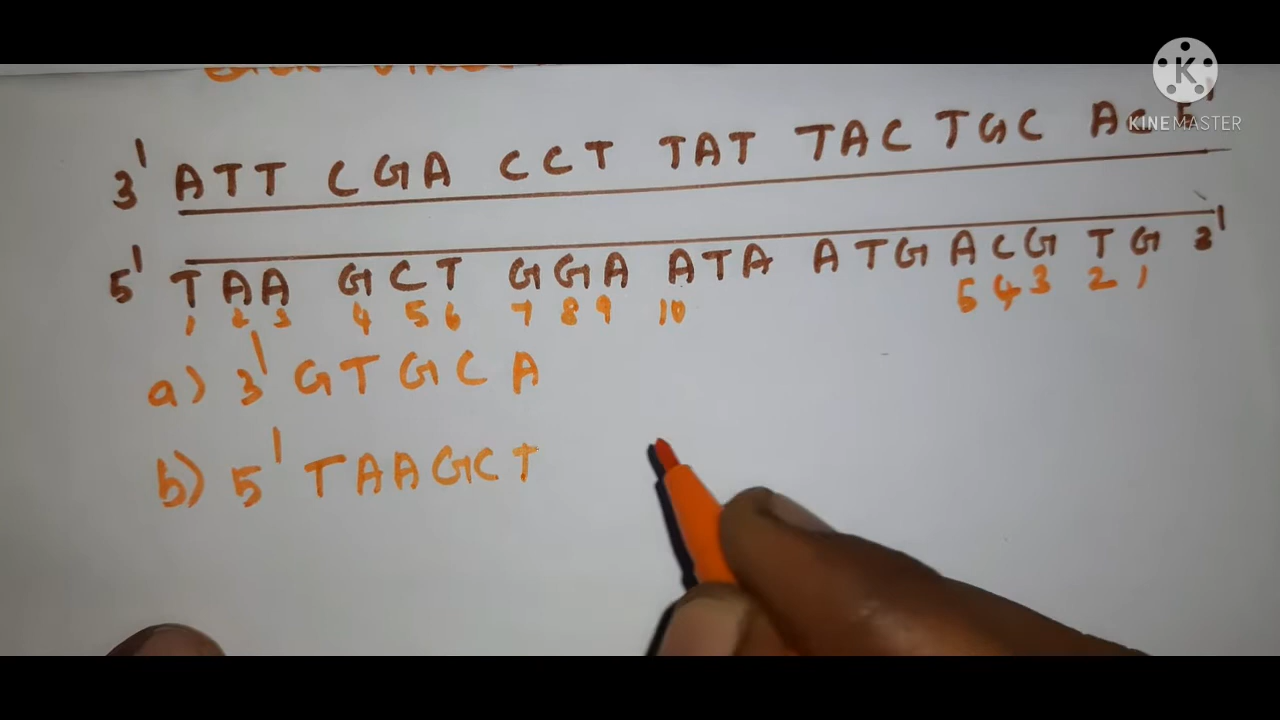 3' ATT CGA CCT TAT TAC TGC AC 5'
5' TAA GCT GGA ATA ATG ACG TG 3'
1 2 3 4 5 6 7 8 9 10 5 4 3 2 1
a) 3' GTGCA
b) 5' TAAGCT
K
KINEMASTER